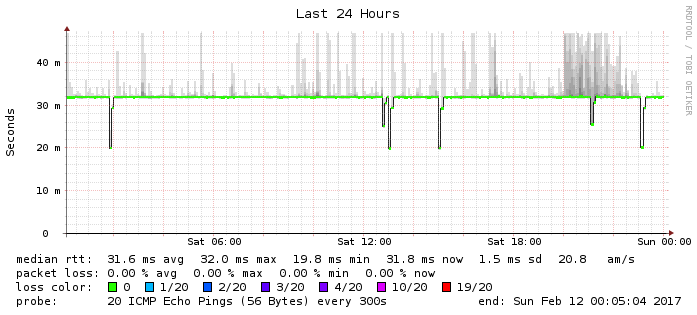 Last 24 Hours
RRDTOOL / TOBI OETIKER
Seconds
40 m
30 m
20 m
10 m
0
Sat 06:00 Sat 12:00 Sat 18:00 Sun 00:00
median rtt: 31.6 ms avg 32.0 ms max 19.8 ms min 31.8 ms now 1.5 ms sd 20.8 am/s
packet loss: 0.00 % avg 0.00 % max 0.00 % min 0.00 % now
loss color: 0 1/20 2/20 3/20 4/20 10/20 19/20
probe: 20 ICMP Echo Pings (56 Bytes) every 300s end: Sun Feb 12 00:05:04 2017